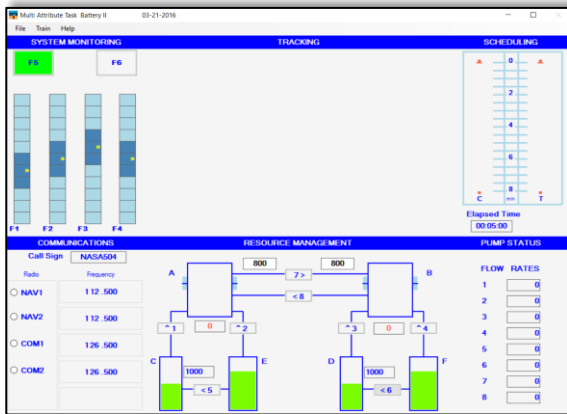 Multi Attribute Task Battery II 03-21-2016
File Train Help
SYSTEM MONITORING TRACKING SCHEDULING
F5 F6
0
2
4
6
8
F1 F2 F3 F4
C min T
Elapsed Time
00:05:00
COMMUNICATIONS RESOURCE MANAGEMENT PUMP STATUS
Call Sign NASA504
Radio Frequency
NAV1 112.500
NAV2 112.500
COM1 126.500
COM2 126.500
A 800 7 > 800 B
< 8
^ 1 0 ^ 2 ^ 3 0 ^ 4
C 1000 E D 1000 F
< 5 < 6
FLOW RATES
1 0
2 0
3 0
4 0
5 0
6 0
7 0
8 0